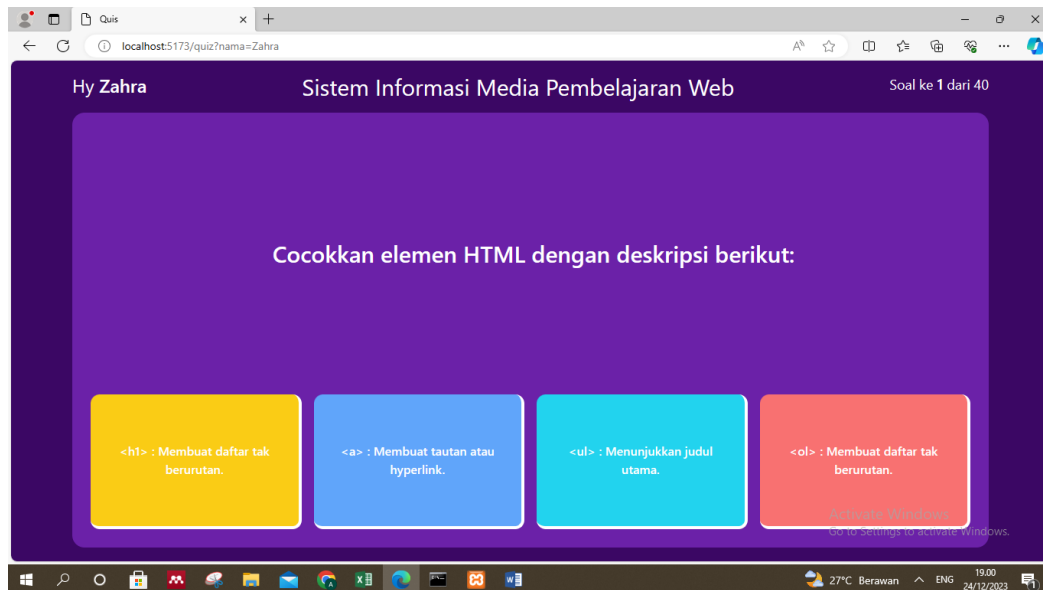 Quis
localhost:5173/quiz?nama=Zahra
Hy Zahra
Sistem Informasi Media Pembelajaran Web
Soal ke 1 dari 40
Cocokkan elemen HTML dengan deskripsi berikut:
<h1> : Membuat daftar tak
berurutan.
<a> : Membuat tautan atau
hyperlink.
<ul> : Menunjukkan judul
utama.
<ol> : Membuat daftar tak
berurutan.
Activate Windows
Go to Settings to activate Windows.
27°C Berawan
ENG
19.00
24/12/2023